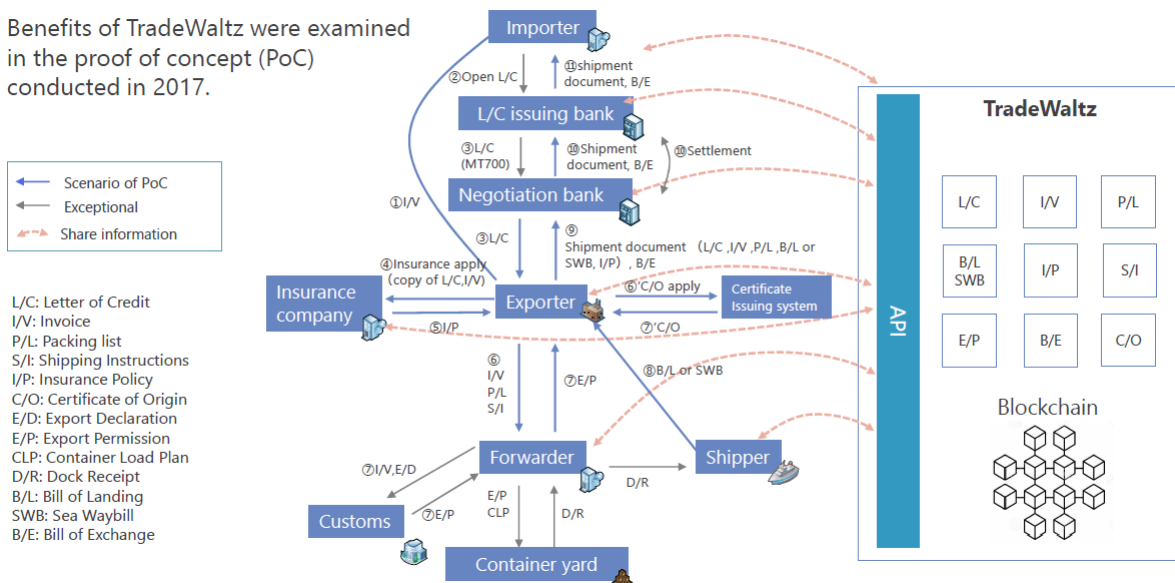 Benefits of TradeWaltz were examined
in the proof of concept (PoC)
conducted in 2017.
Scenario of PoC
Exceptional
Share information
L/C: Letter of Credit
I/V: Invoice
P/L: Packing list
S/I: Shipping Instructions
I/P: Insurance Policy
C/O: Certificate of Origin
E/D: Export Declaration
E/P: Export Permission
CLP: Container Load Plan
D/R: Dock Receipt
B/L: Bill of Landing
SWB: Sea Waybill
B/E: Bill of Exchange
Importer
②Open L/C
⑪shipment
document, B/E
L/C issuing bank
③L/C
(MT700)
⑩Shipment
document, B/E
⑩Settlement
Negotiation bank
①I/V
③L/C
⑨
Shipment document （L/C ,I/V ,P/L ,B/L or
SWB, I/P）, B/E
④Insurance apply
(copy of L/C,I/V)
Insurance
company
⑤I/P
Exporter
⑥'C/O apply
⑦'C/O
Certificate
Issuing system
⑥
I/V
P/L
S/I
⑦E/P
⑧B/L or SWB
Forwarder
D/R
Shipper
⑦I/V,E/D
⑦E/P
Customs
E/P
CLP
D/R
Container yard
API
TradeWaltz
L/C
I/V
P/L
B/L
SWB
I/P
S/I
E/P
B/E
C/O
Blockchain